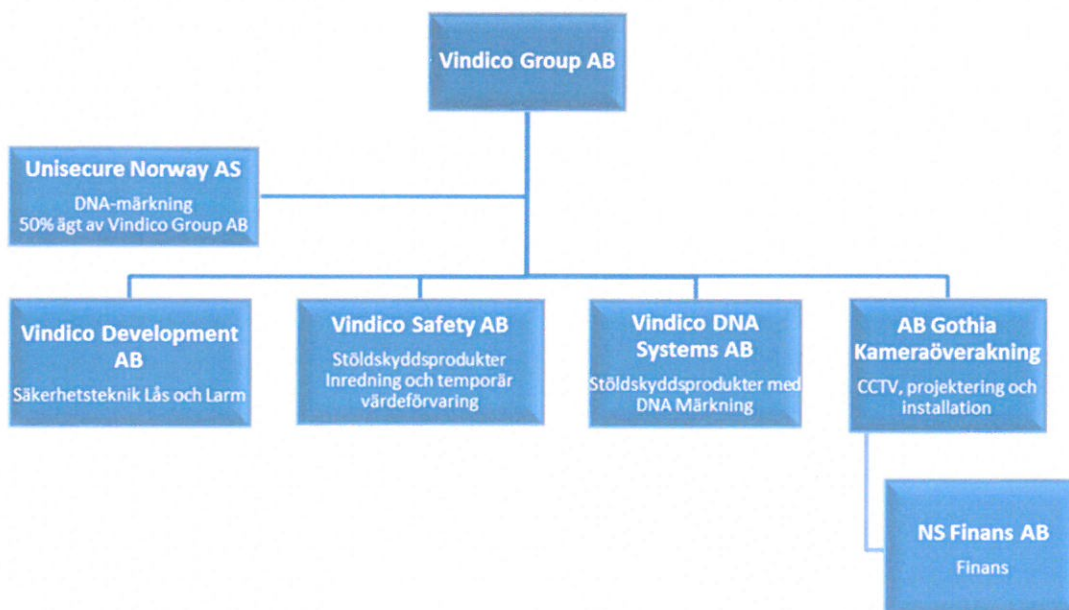 Vindico Group AB
Unisecure Norway AS
DNA-märkning
50% ägt av Vindico Group AB
Vindico Development
AB
Säkerhetsteknik Lås och Larm
Vindico Safety AB
Stöldskyddsprodukter
Inredning och temporär
värdeförvaring
Vindico DNA
Systems AB
Stöldskyddsprodukter med
DNA Märkning
AB Gothia
Kameraöverakning
CCTV, projektering och
installation
NS Finans AB
Finans